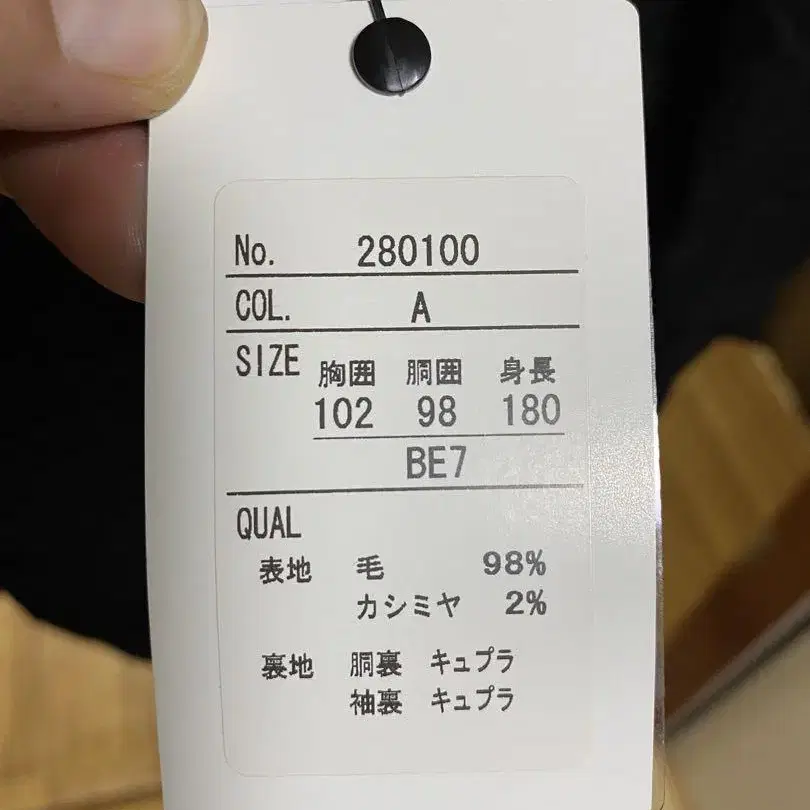 No. 280100
COL. A
SIZE 胸囲 胴囲 身長
102 98 180
BE7
QUAL
表地 毛 98%
カシミヤ 2%
裏地 胴裏 キュプラ
袖裏 キュプラ